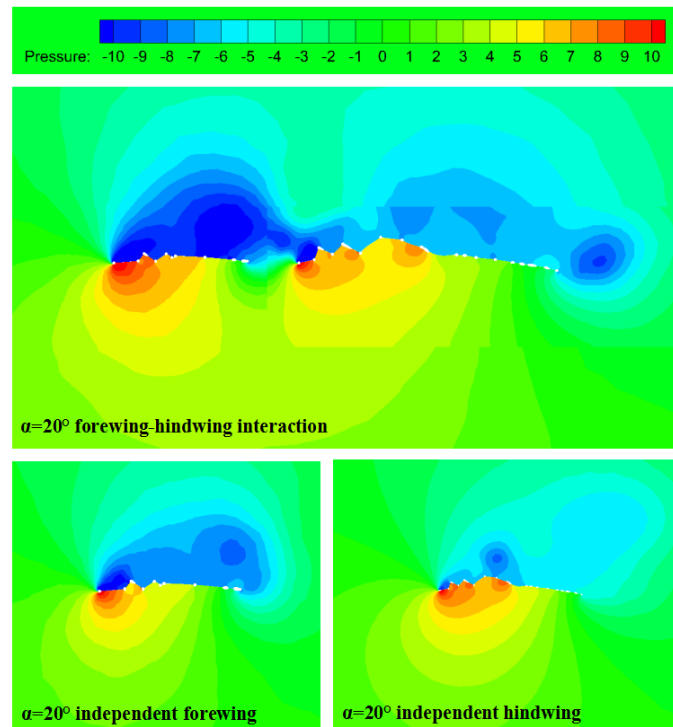 Pressure: -10 -9 -8 -7 -6 -5 -4 -3 -2 -1 0 1 2 3 4 5 6 7 8 9 10
α=20° forewing-hindwing interaction
α=20° independent forewing
α=20° independent hindwing